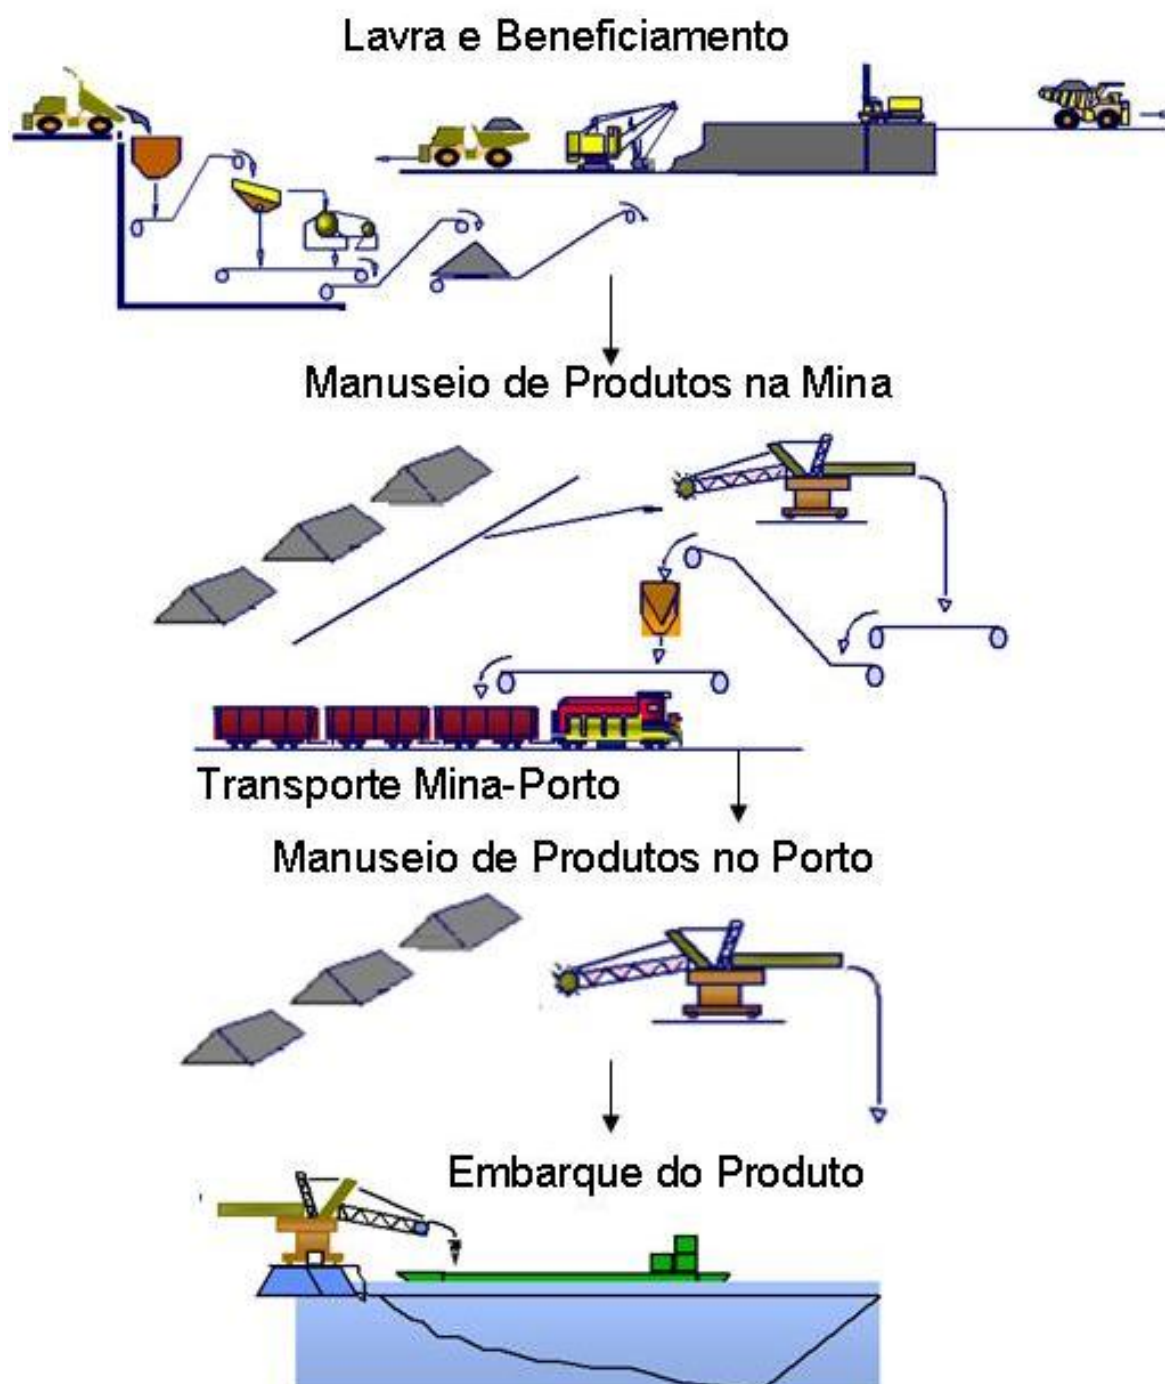 Lavra e Beneficiamento
Manuseio de Produtos na Mina
Transporte Mina-Porto
Manuseio de Produtos no Porto
Embarque do Produto